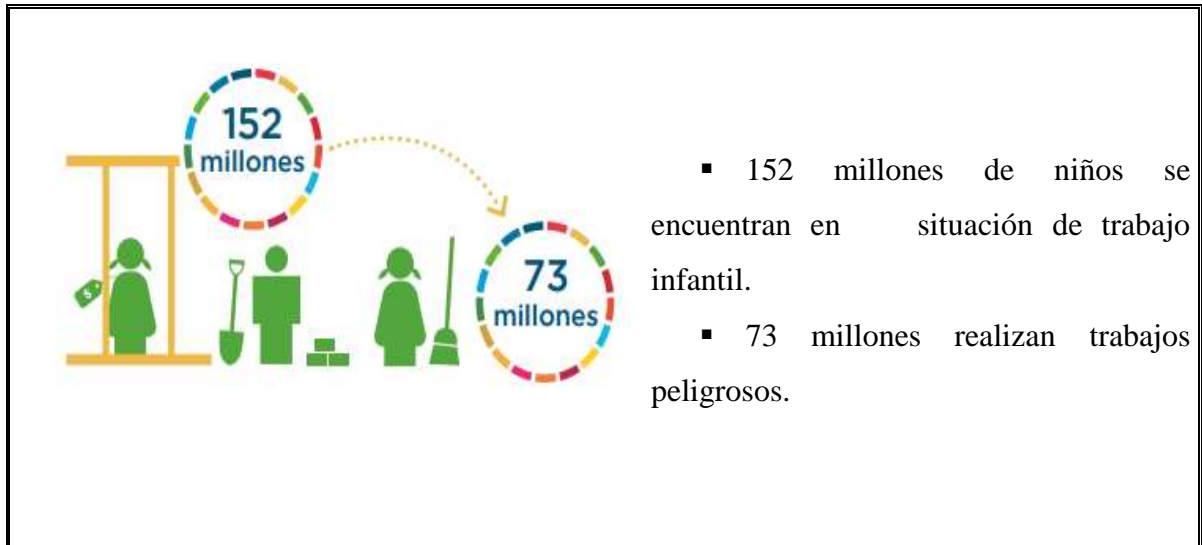 152
millones
73
millones
$
▪ 152 millones de niños se
encuentran en situación de trabajo
infantil.
▪ 73 millones realizan trabajos
peligrosos.